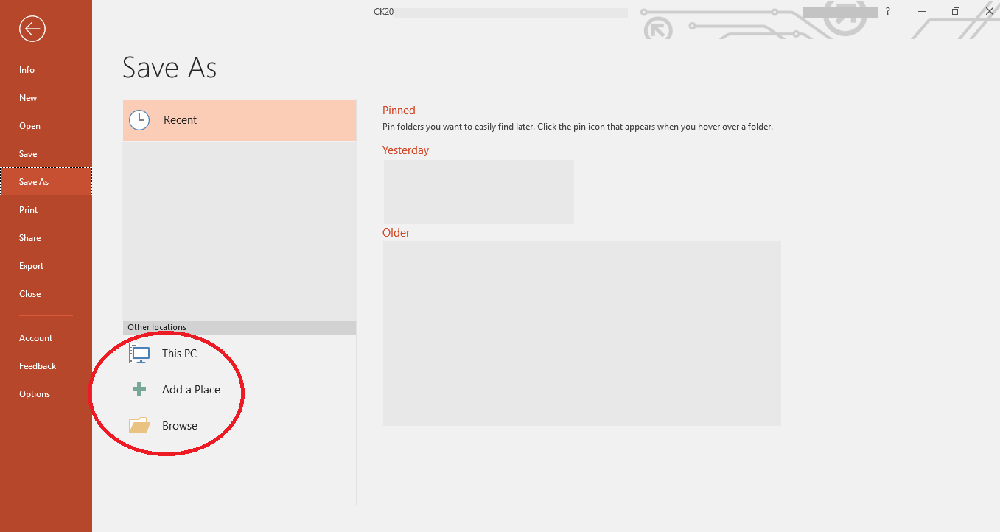 CK20
?
Info
New
Open
Save
Save As
Print
Share
Export
Close
Account
Feedback
Options
Save As
Recent
Other locations
This PC
Add a Place
Browse
Pinned
Pin folders you want to easily find later. Click the pin icon that appears when you hover over a folder.
Yesterday
Older